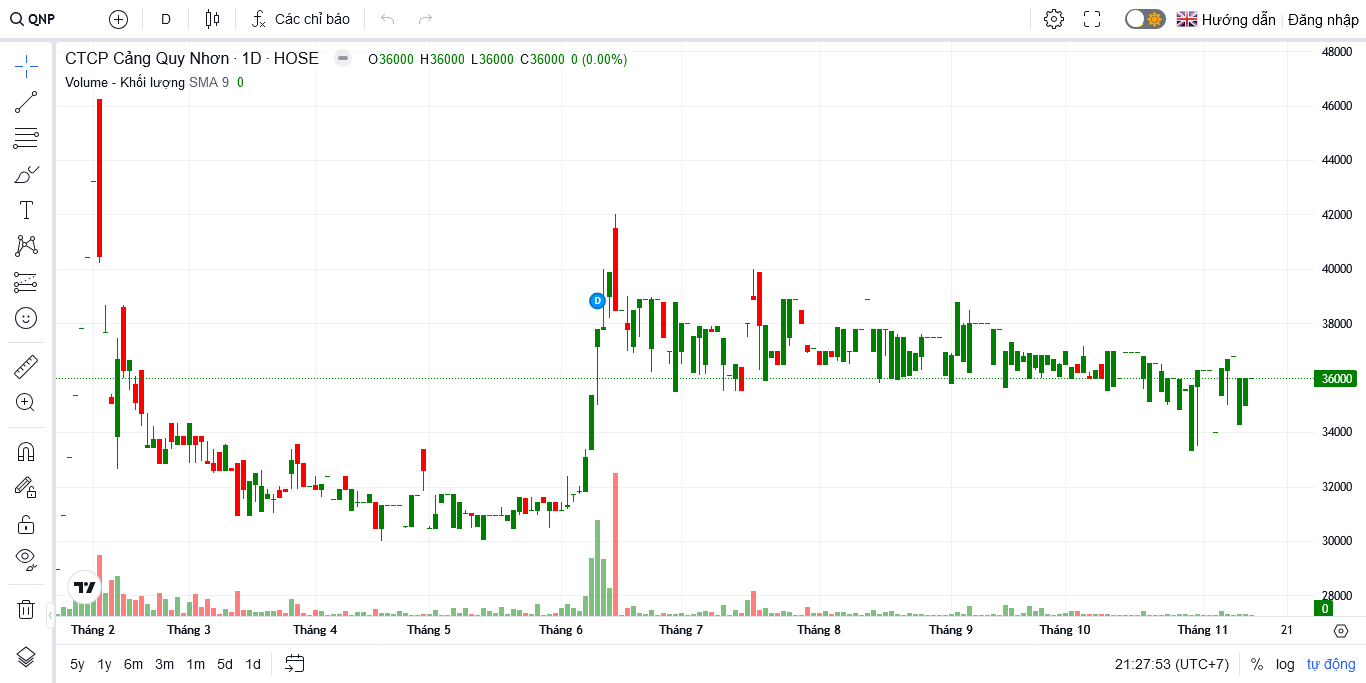 QNP D Các chỉ báo Hướng dẫn Đăng nhập
CTCP Cảng Quy Nhơn · 1D · HOSE O36000 H36000 L36000 C36000 0 (0.00%)
Volume - Khối lượng SMA 9 0
48000
46000
44000
42000
40000
D
38000
36000
34000
32000
30000
28000
0
Tháng 2 Tháng 3 Tháng 4 Tháng 5 Tháng 6 Tháng 7 Tháng 8 Tháng 9 Tháng 10 Tháng 11 21
5y 1y 6m 3m 1m 5d 1d 21:27:53 (UTC+7) % log tự động